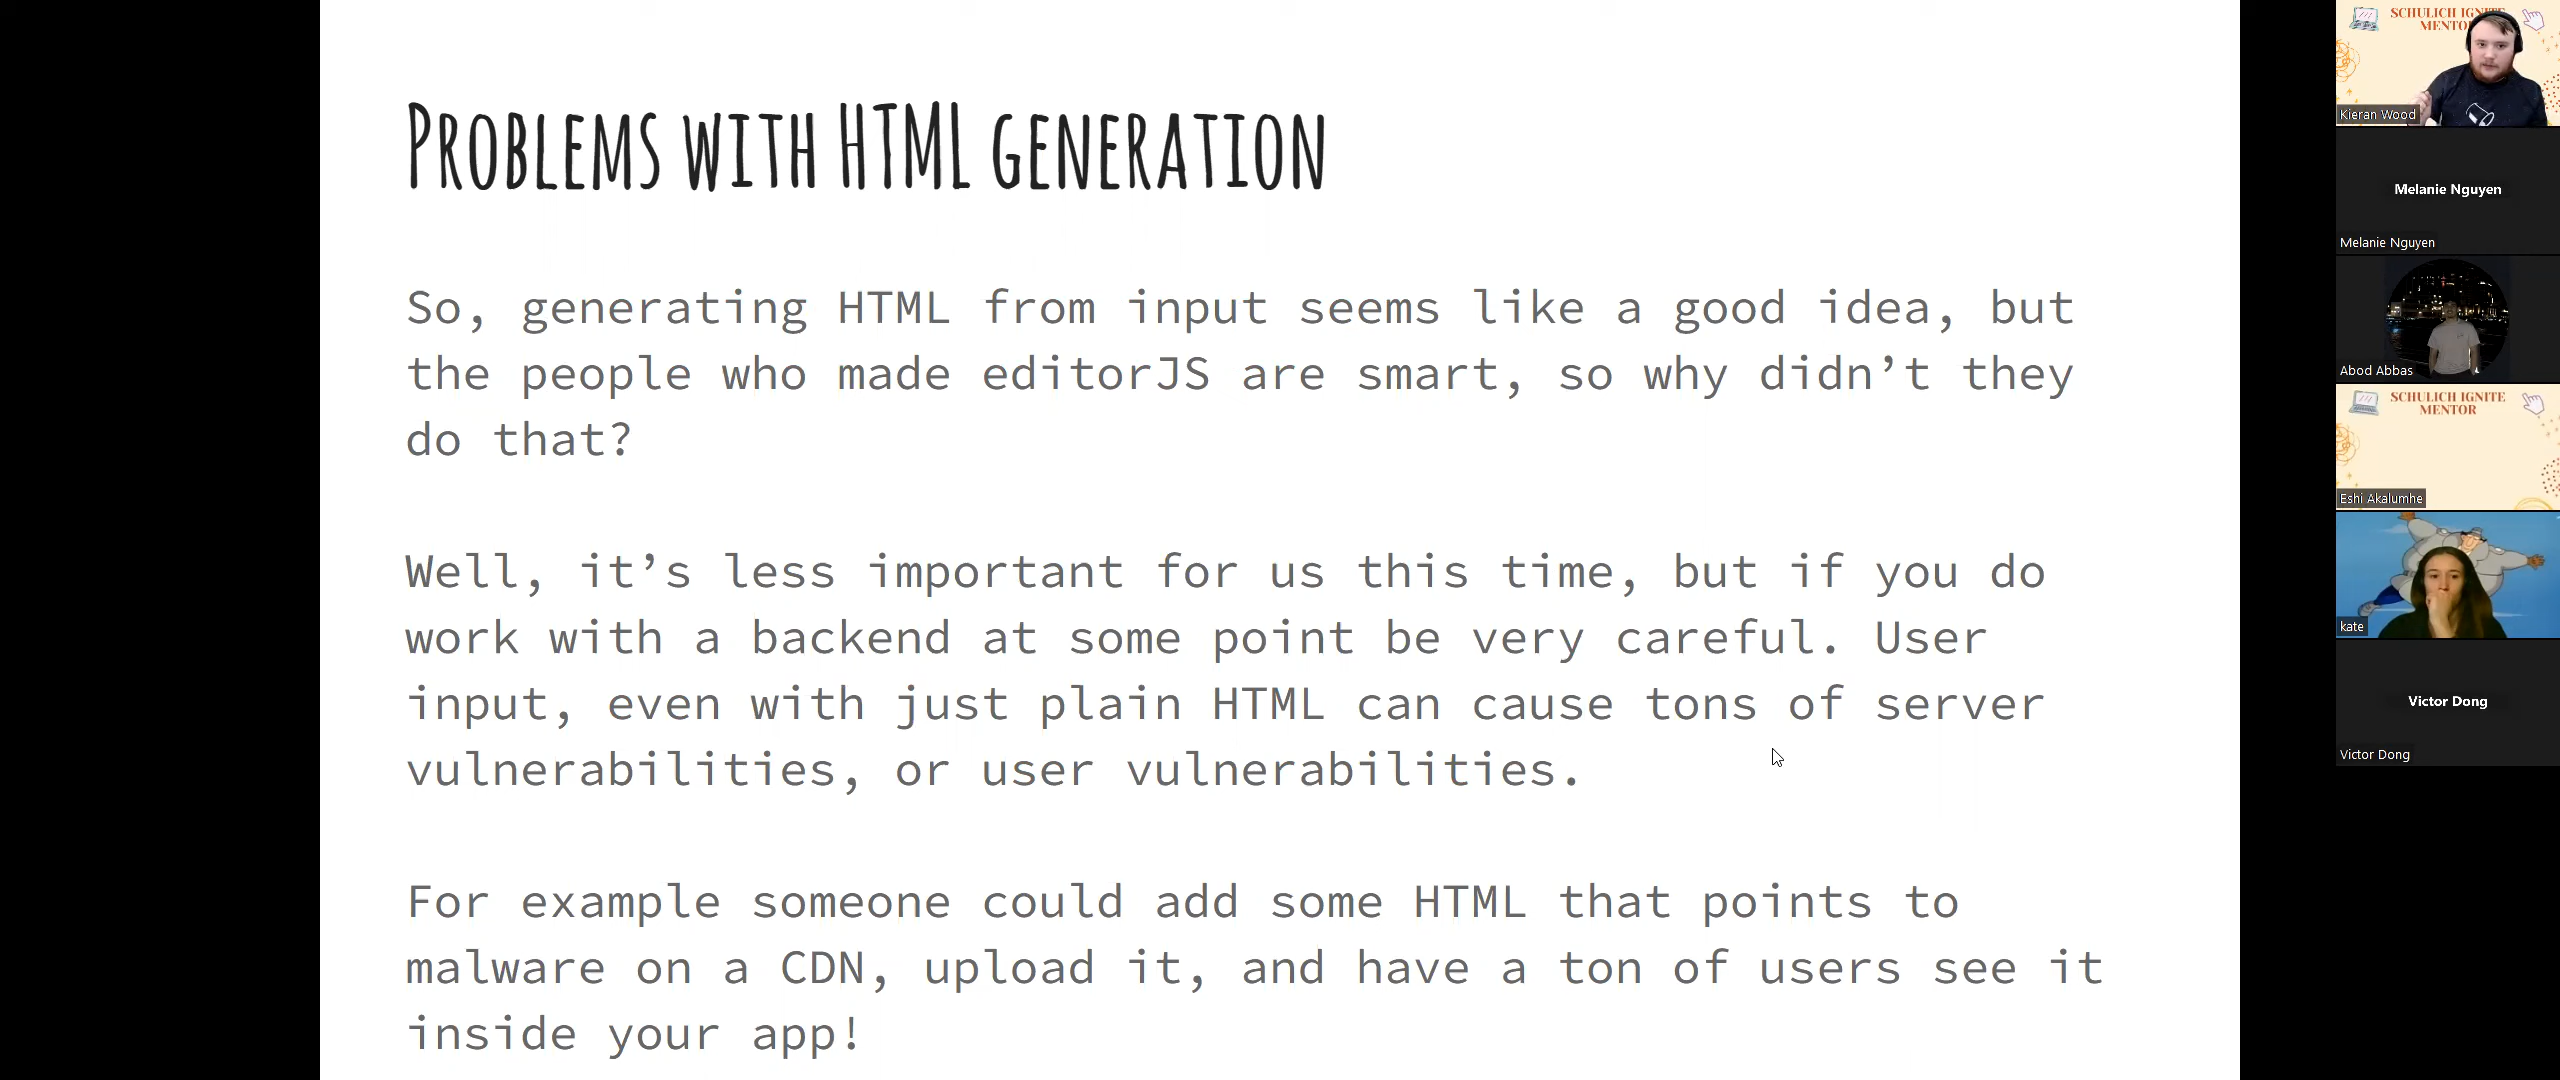 Problems with HTML generation
So, generating HTML from input seems like a good idea, but
the people who made editorJS are smart, so why didn’t they
do that?
Well, it’s less important for us this time, but if you do
work with a backend at some point be very careful. User
input, even with just plain HTML can cause tons of server
vulnerabilities, or user vulnerabilities.
For example someone could add some HTML that points to
malware on a CDN, upload it, and have a ton of users see it
inside your app!
SCHULICH IGNITE
MENTO
Kieran Wood
Melanie Nguyen
Melanie Nguyen
Abod Abbas
SCHULICH IGNITE
MENTOR
Eshi Akalumhe
kate
Victor Dong
Victor Dong